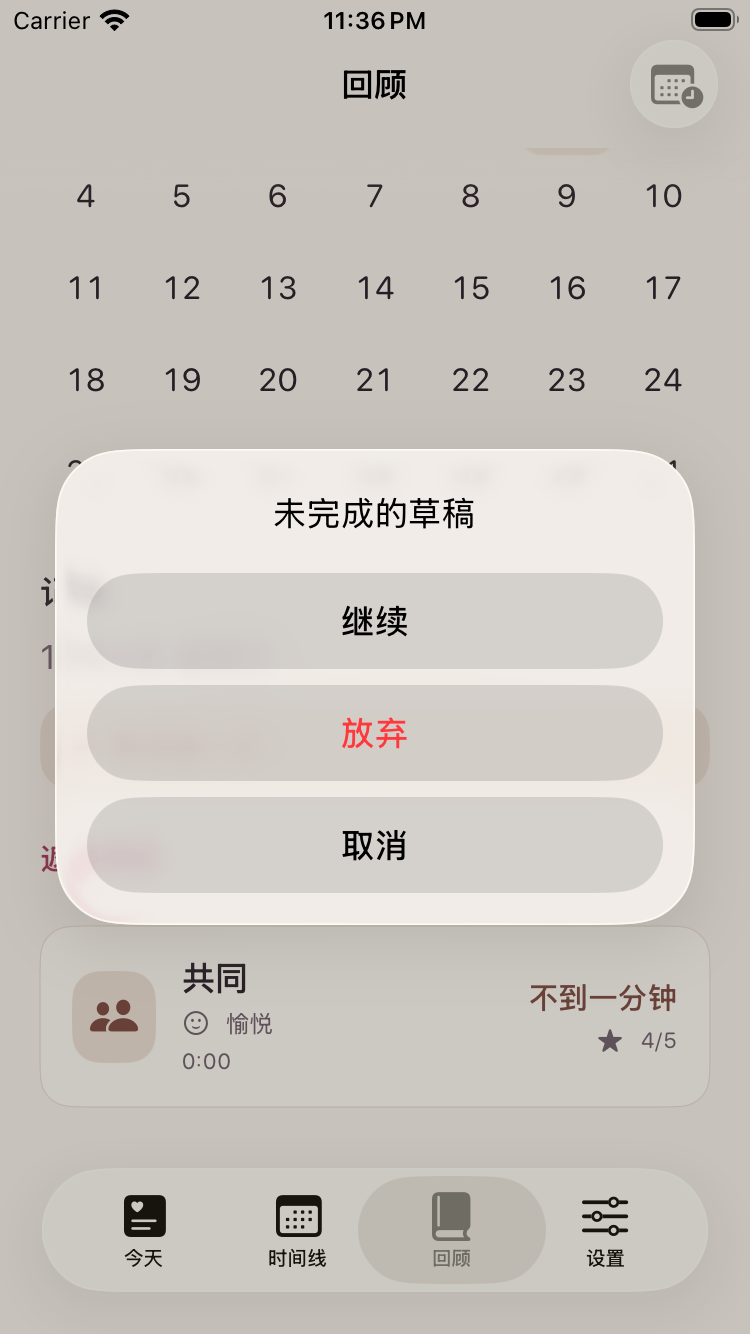 Carrier 11:36 PM
回顾
4 5 6 7 8 9 10
11 12 13 14 15 16 17
18 19 20 21 22 23 24
未完成的草稿
继续
放弃
取消
共同
愉悦
0:00
不到一分钟
4/5
今天 时间线 回顾 设置